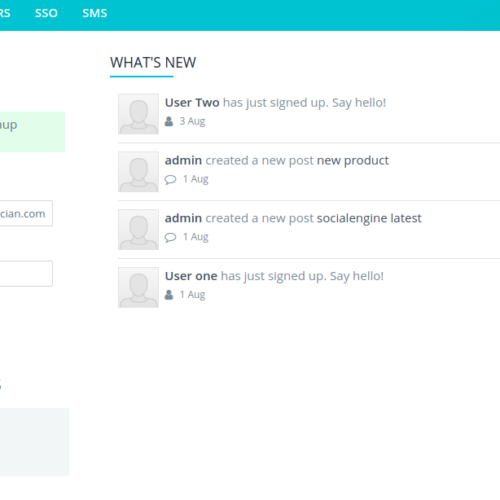 RS SSO SMS
WHAT'S NEW
User Two has just signed up. Say hello!
3 Aug
admin created a new post new product
1 Aug
admin created a new post socialengine latest
1 Aug
User one has just signed up. Say hello!
1 Aug
nup
cian.com
s